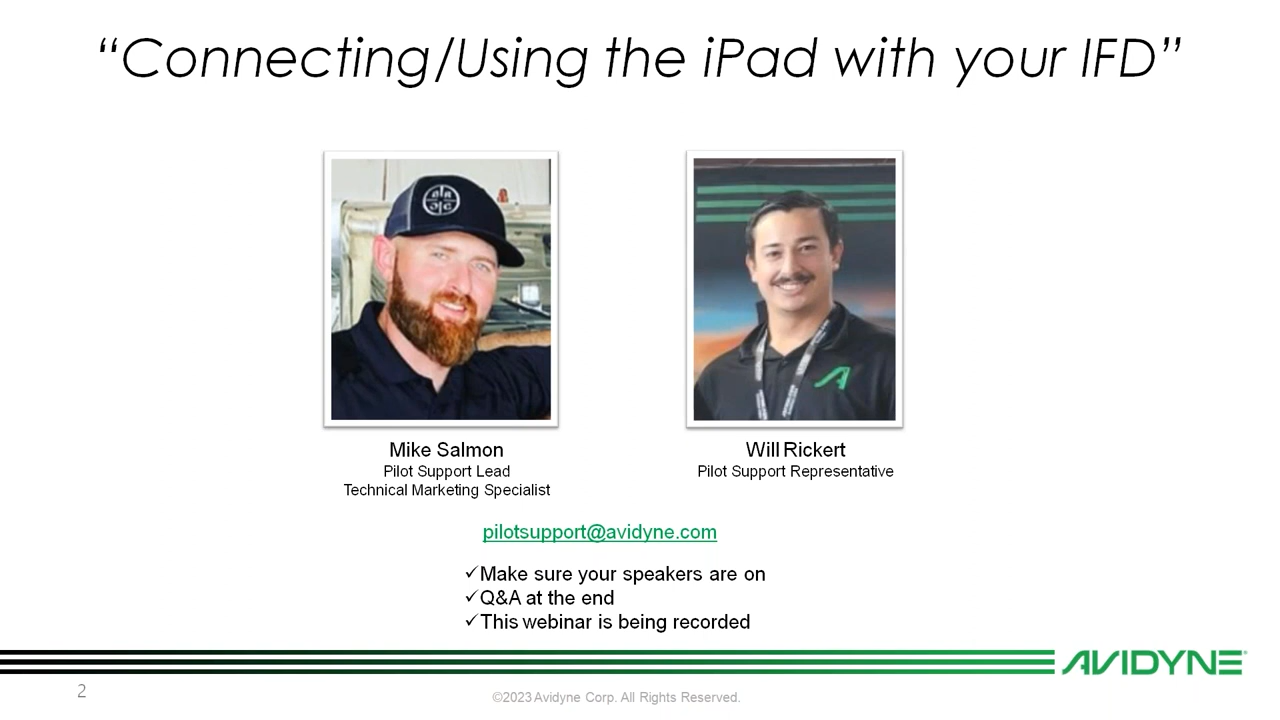 “Connecting/Using the iPad with your IFD”
Mike Salmon
Pilot Support Lead
Technical Marketing Specialist
Will Rickert
Pilot Support Representative
pilotsupport@avidyne.com
✓Make sure your speakers are on
✓Q&A at the end
✓This webinar is being recorded
AVIDYNE
2
©2023 Avidyne Corp. All Rights Reserved.